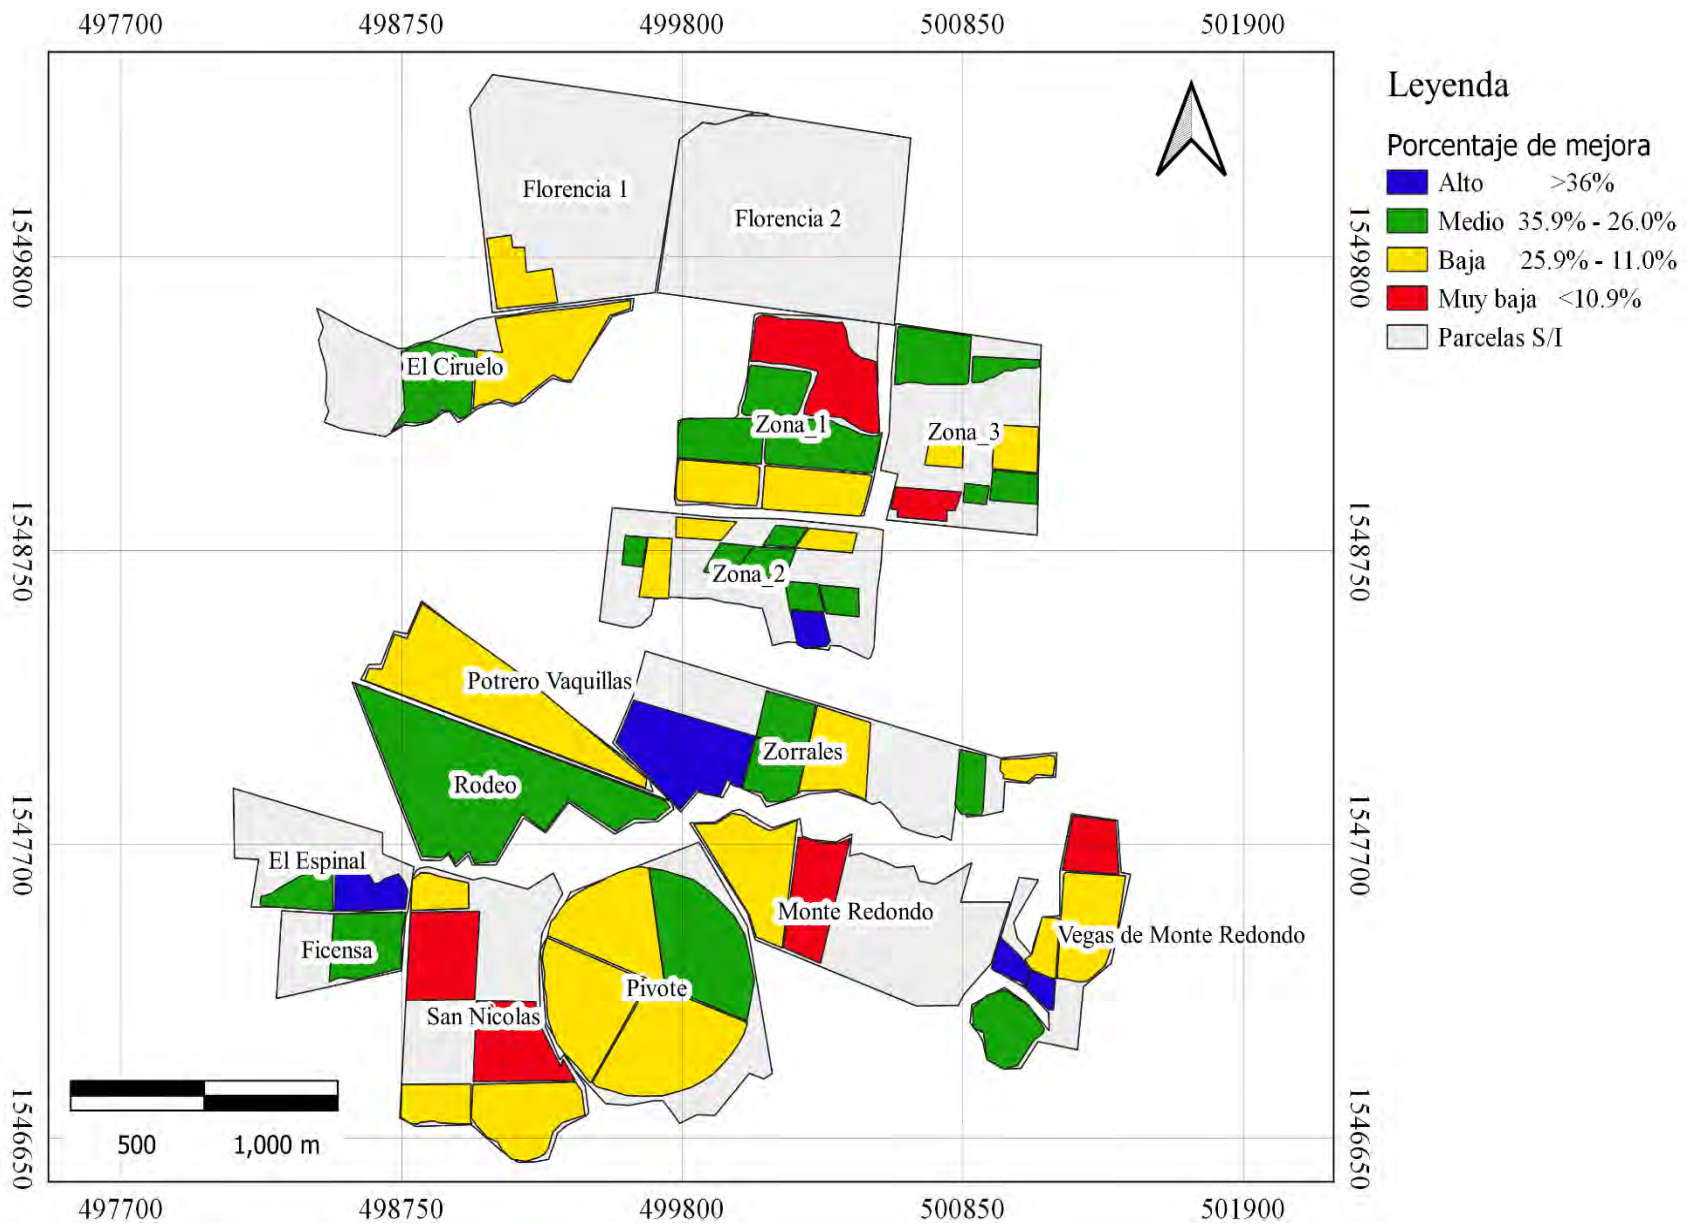 497700 498750 499800 500850 501900
Leyenda
Porcentaje de mejora
Alto >36%
Medio 35.9% - 26.0%
Baja 25.9% - 11.0%
Muy baja <10.9%
Parcelas S/I
Florencia 1
Florencia 2
1549800 1549800
El Ciruelo
Zona_1
Zona_3
1548750 1548750
Zona_2
Potrero Vaquillas
Zorrales
Rodeo
1547700 1547700
El Espinal
Monte Redondo
Vegas de Monte Redondo
Ficensa
Pivote
San Nicolas
1546650 1546650
500 1,000 m
497700 498750 499800 500850 501900